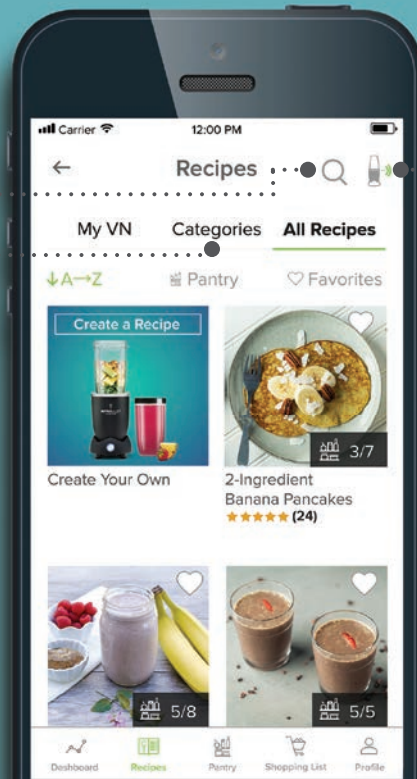 Carrier 12:00 PM
Recipes
My VN Categories All Recipes
A→Z Pantry Favorites
Create a Recipe
Create Your Own
3/7
2-Ingredient
Banana Pancakes
(24)
5/8
5/5
Dashboard Recipes Pantry Shopping List Profile